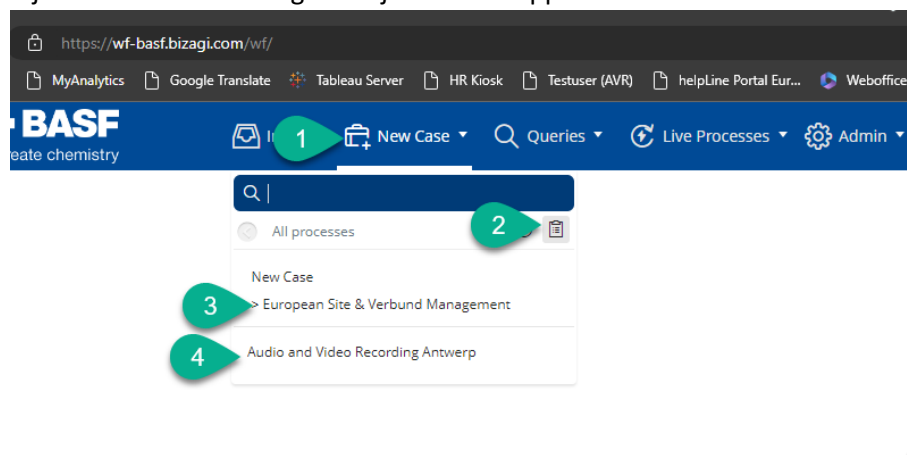 https://wf-basf.bizagi.com/wf/
MyAnalytics Google Translate Tableau Server HR Kiosk Testuser (AVR) helpLine Portal Eur... Weboffice
BASF
eate chemistry
1 New Case Queries Live Processes Admin
All processes 2
New Case
3 > European Site & Verbund Management
4 Audio and Video Recording Antwerp